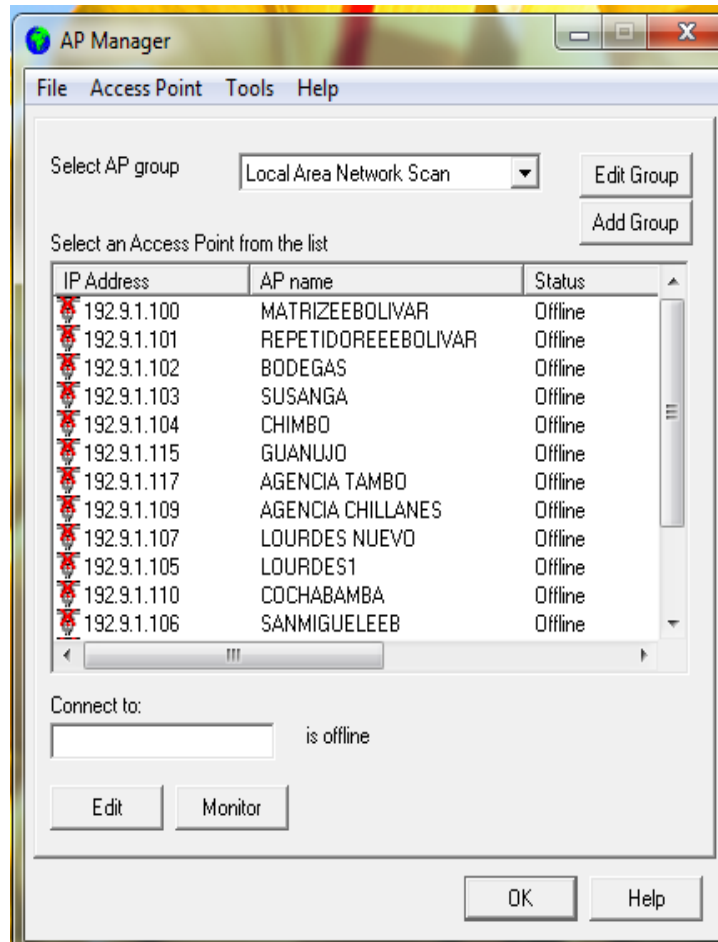 AP Manager
File Access Point Tools Help
Select AP group Local Area Network Scan Edit Group
Add Group
Select an Access Point from the list
IP Address AP name Status
192.9.1.100 MATRIZEEBOLIVAR Offline
192.9.1.101 REPETIDOREEEBOLIVAR Offline
192.9.1.102 BODEGAS Offline
192.9.1.103 SUSANGA Offline
192.9.1.104 CHIMBO Offline
192.9.1.115 GUANUJO Offline
192.9.1.117 AGENCIA TAMBO Offline
192.9.1.109 AGENCIA CHILLANES Offline
192.9.1.107 LOURDES NUEVO Offline
192.9.1.105 LOURDES1 Offline
192.9.1.110 COCHABAMBA Offline
192.9.1.106 SANMIGUELEEB Offline
Connect to:
is offline
Edit Monitor
OK Help